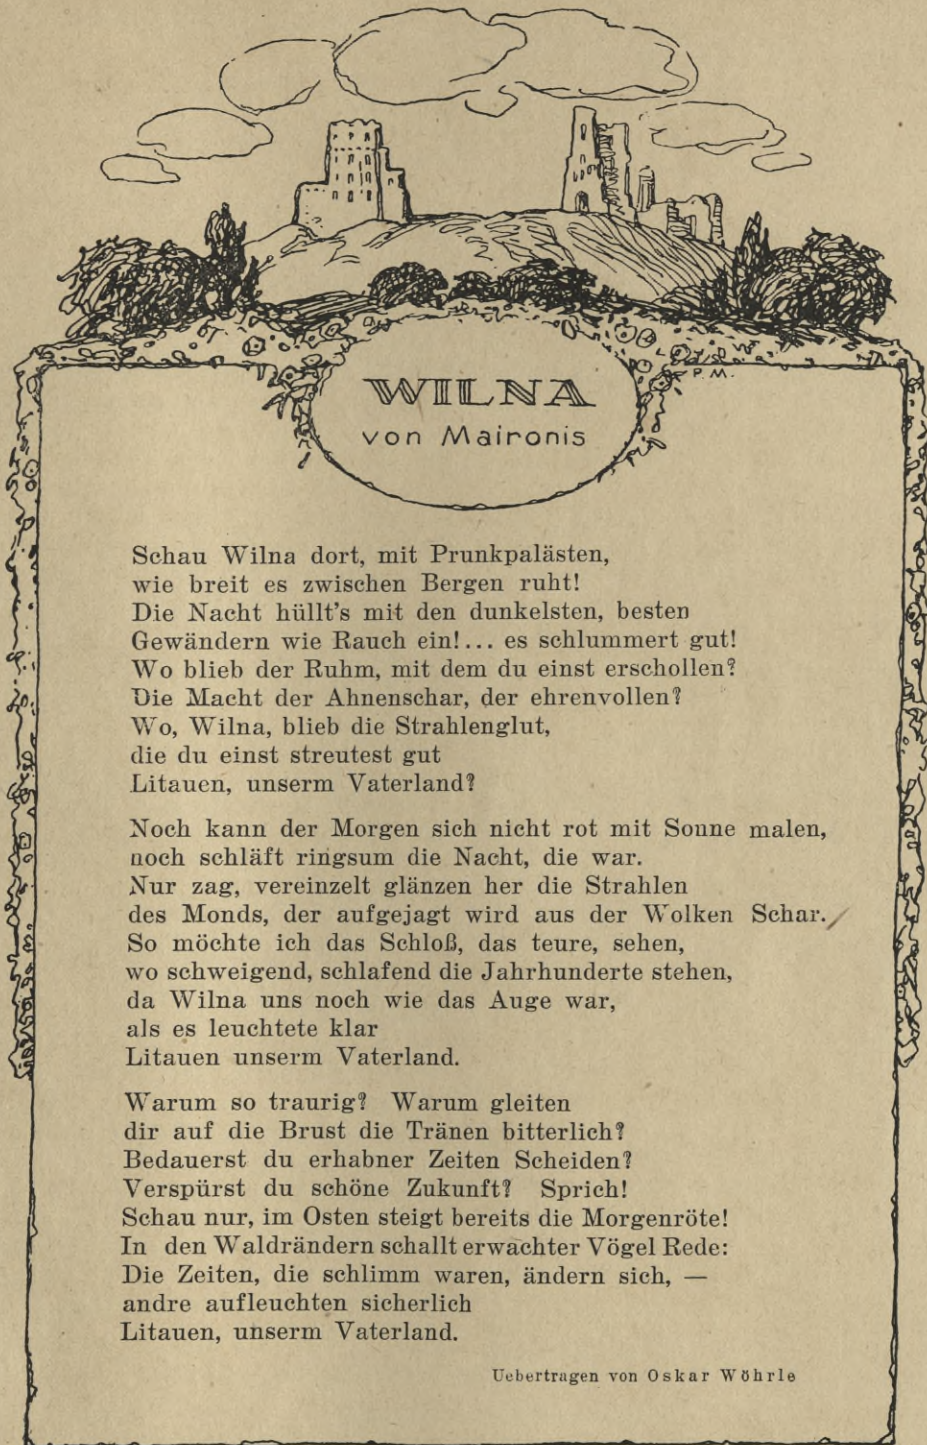 WILNA
von Maironis
P. M.
Schau Wilna dort, mit Prunkpalästen,
wie breit es zwischen Bergen ruht!
Die Nacht hüllt's mit den dunkelsten, besten
Gewändern wie Rauch ein!... es schlummert gut!
Wo blieb der Ruhm, mit dem du einst erschollen?
Die Macht der Ahnenschar, der ehrenvollen?
Wo, Wilna, blieb die Strahlenglut,
die du einst streutest gut
Litauen, unserm Vaterland?
Noch kann der Morgen sich nicht rot mit Sonne malen,
noch schläft ringsum die Nacht, die war.
Nur zag, vereinzelt glänzen her die Strahlen
des Monds, der aufgejagt wird aus der Wolken Schar.
So möchte ich das Schloß, das teure, sehen,
wo schweigend, schlafend die Jahrhunderte stehen,
da Wilna uns noch wie das Auge war,
als es leuchtete klar
Litauen unserm Vaterland.
Warum so traurig? Warum gleiten
dir auf die Brust die Tränen bitterlich?
Bedauerst du erhabner Zeiten Scheiden?
Verspürst du schöne Zukunft? Sprich!
Schau nur, im Osten steigt bereits die Morgenröte!
In den Waldrändern schallt erwachter Vögel Rede:
Die Zeiten, die schlimm waren, ändern sich, —
andre aufleuchten sicherlich
Litauen, unserm Vaterland.
Uebertragen von Oskar Wöhrle